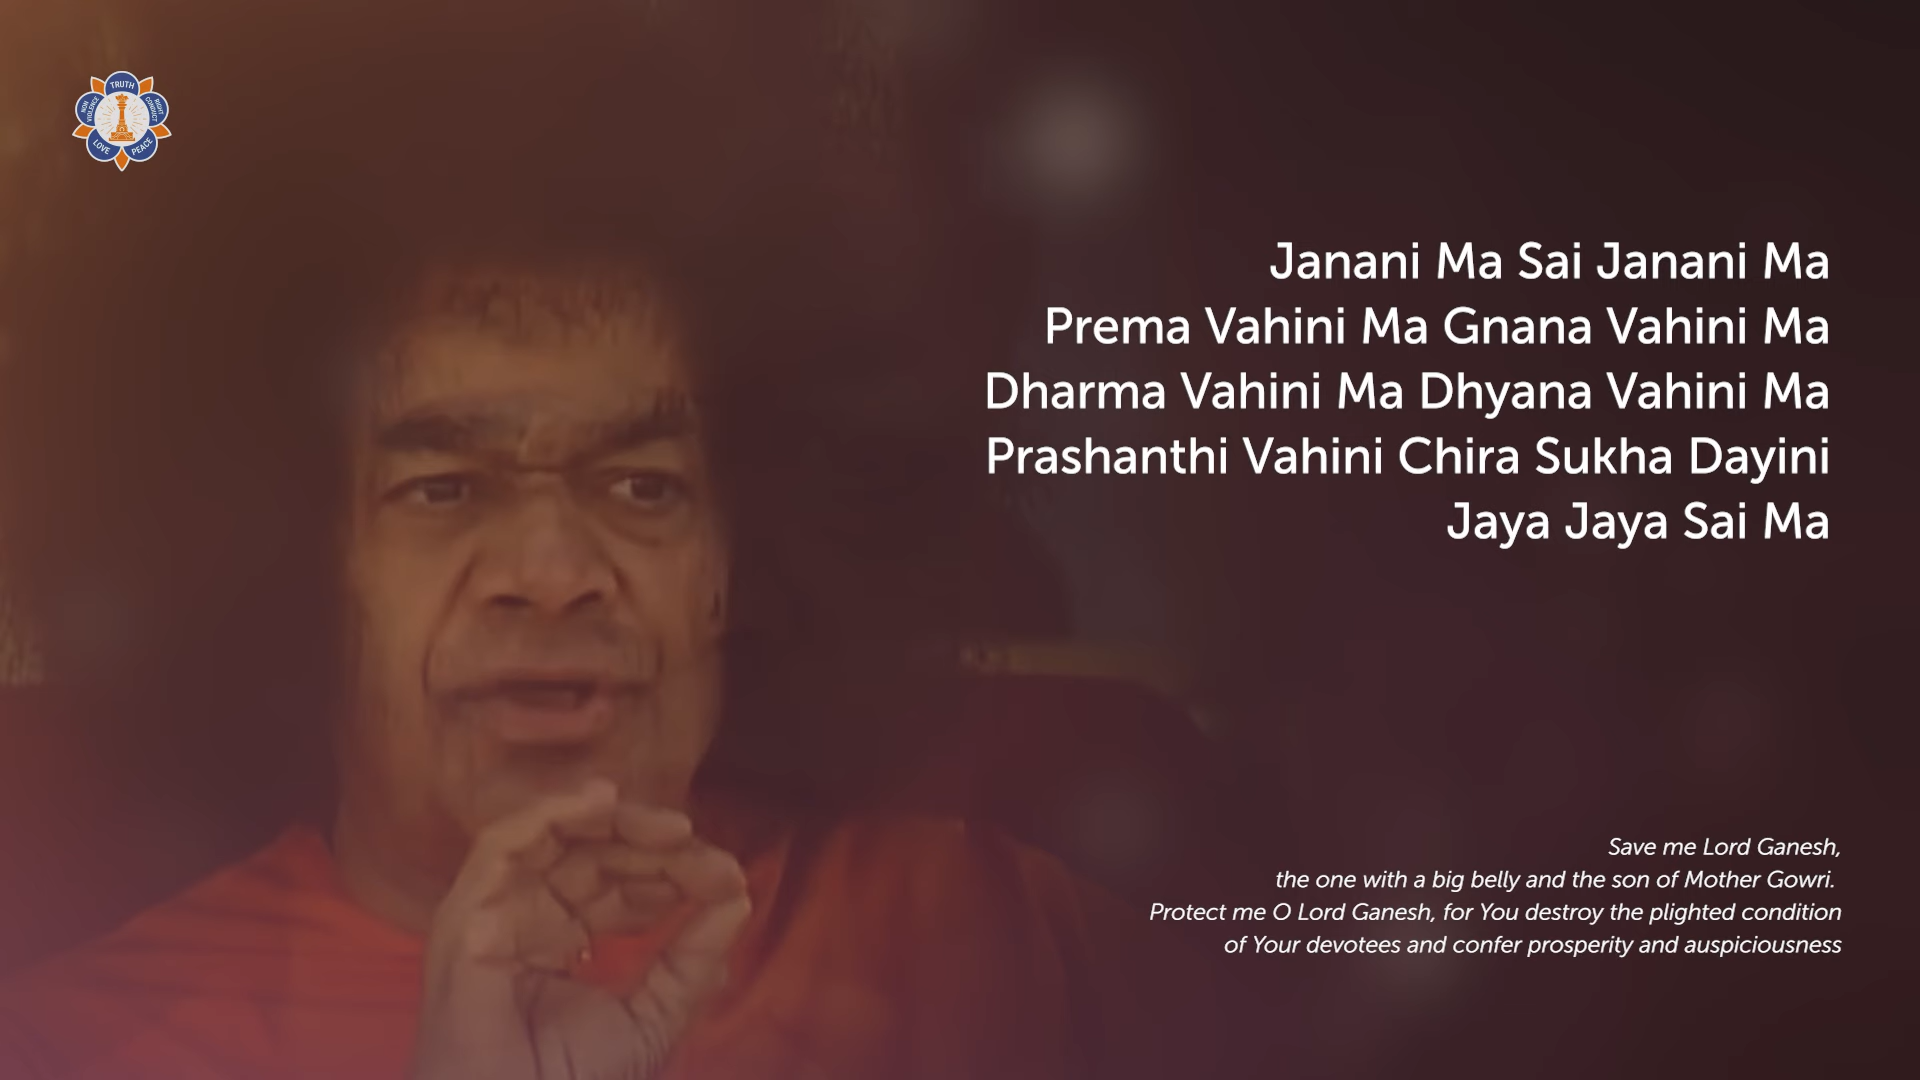 TRUTH
NON VIOLENCE
RIGHT CONDUCT
LOVE
PEACE
Janani Ma Sai Janani Ma
Prema Vahini Ma Gnana Vahini Ma
Dharma Vahini Ma Dhyana Vahini Ma
Prashanthi Vahini Chira Sukha Dayini
Jaya Jaya Sai Ma
Save me Lord Ganesh,
the one with a big belly and the son of Mother Gowri.
Protect me O Lord Ganesh, for You destroy the plighted condition
of Your devotees and confer prosperity and auspiciousness